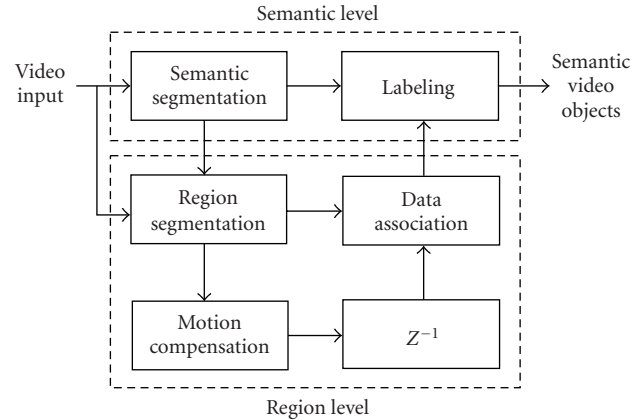 Semantic level
Video
input
Semantic
segmentation
Labeling
Semantic
video
objects
Region
segmentation
Data
association
Motion
compensation
Z⁻¹
Region level